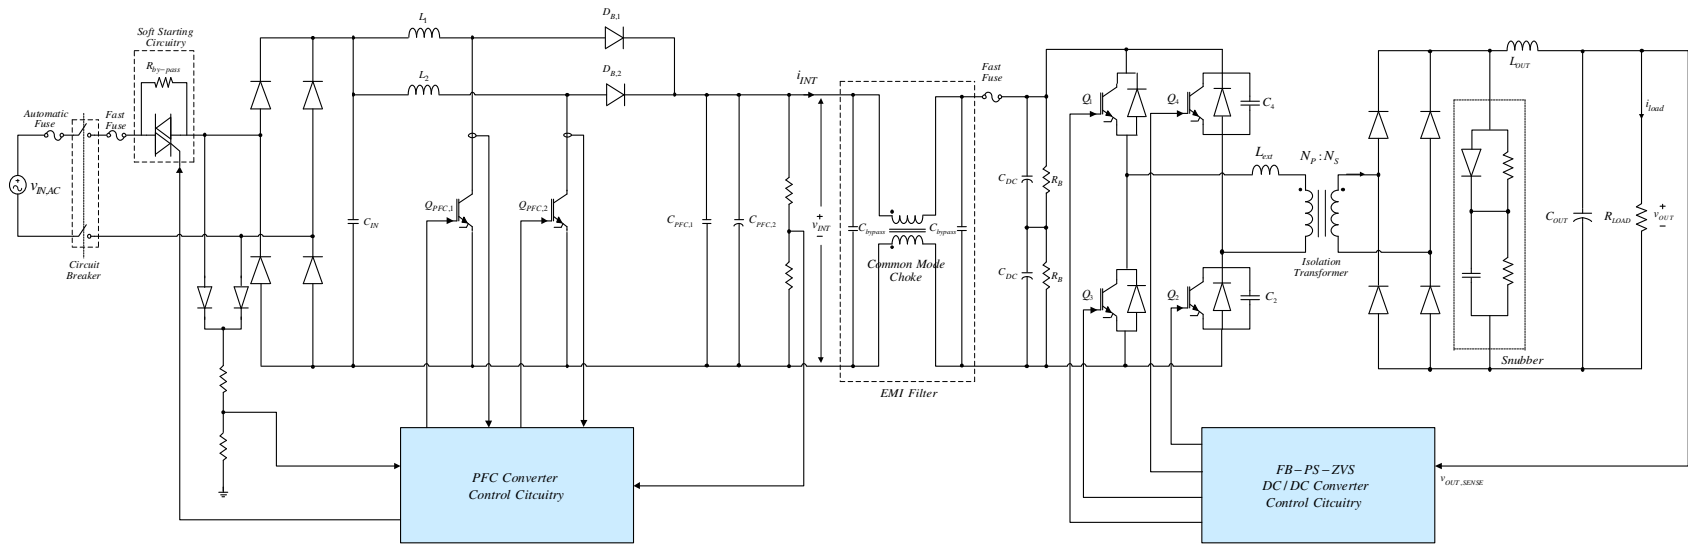 Soft Starting
Circuitry
R_by-pass
Automatic
Fuse
Fast
Fuse
v_IN,AC
Circuit
Breaker
L_1
D_B,1
L_2
D_B,2
C_IN
Q_PFC,1
Q_PFC,2
C_PFC,1
C_PFC,2
i_INT
+
v_INT
−
C_bypass
C_bypass
Common Mode
Choke
EMI Filter
Fast
Fuse
C_DC
R_B
C_DC
R_B
Q_1
Q_4
C_4
Q_3
Q_2
C_2
L_ext
N_P : N_S
Isolation
Transformer
L_OUT
Snubber
C_OUT
R_LOAD
i_load
+
v_OUT
−
PFC Converter
Control Citcuitry
FB-PS-ZVS
DC/DC Converter
Control Citcuitry
v_OUT,SENSE